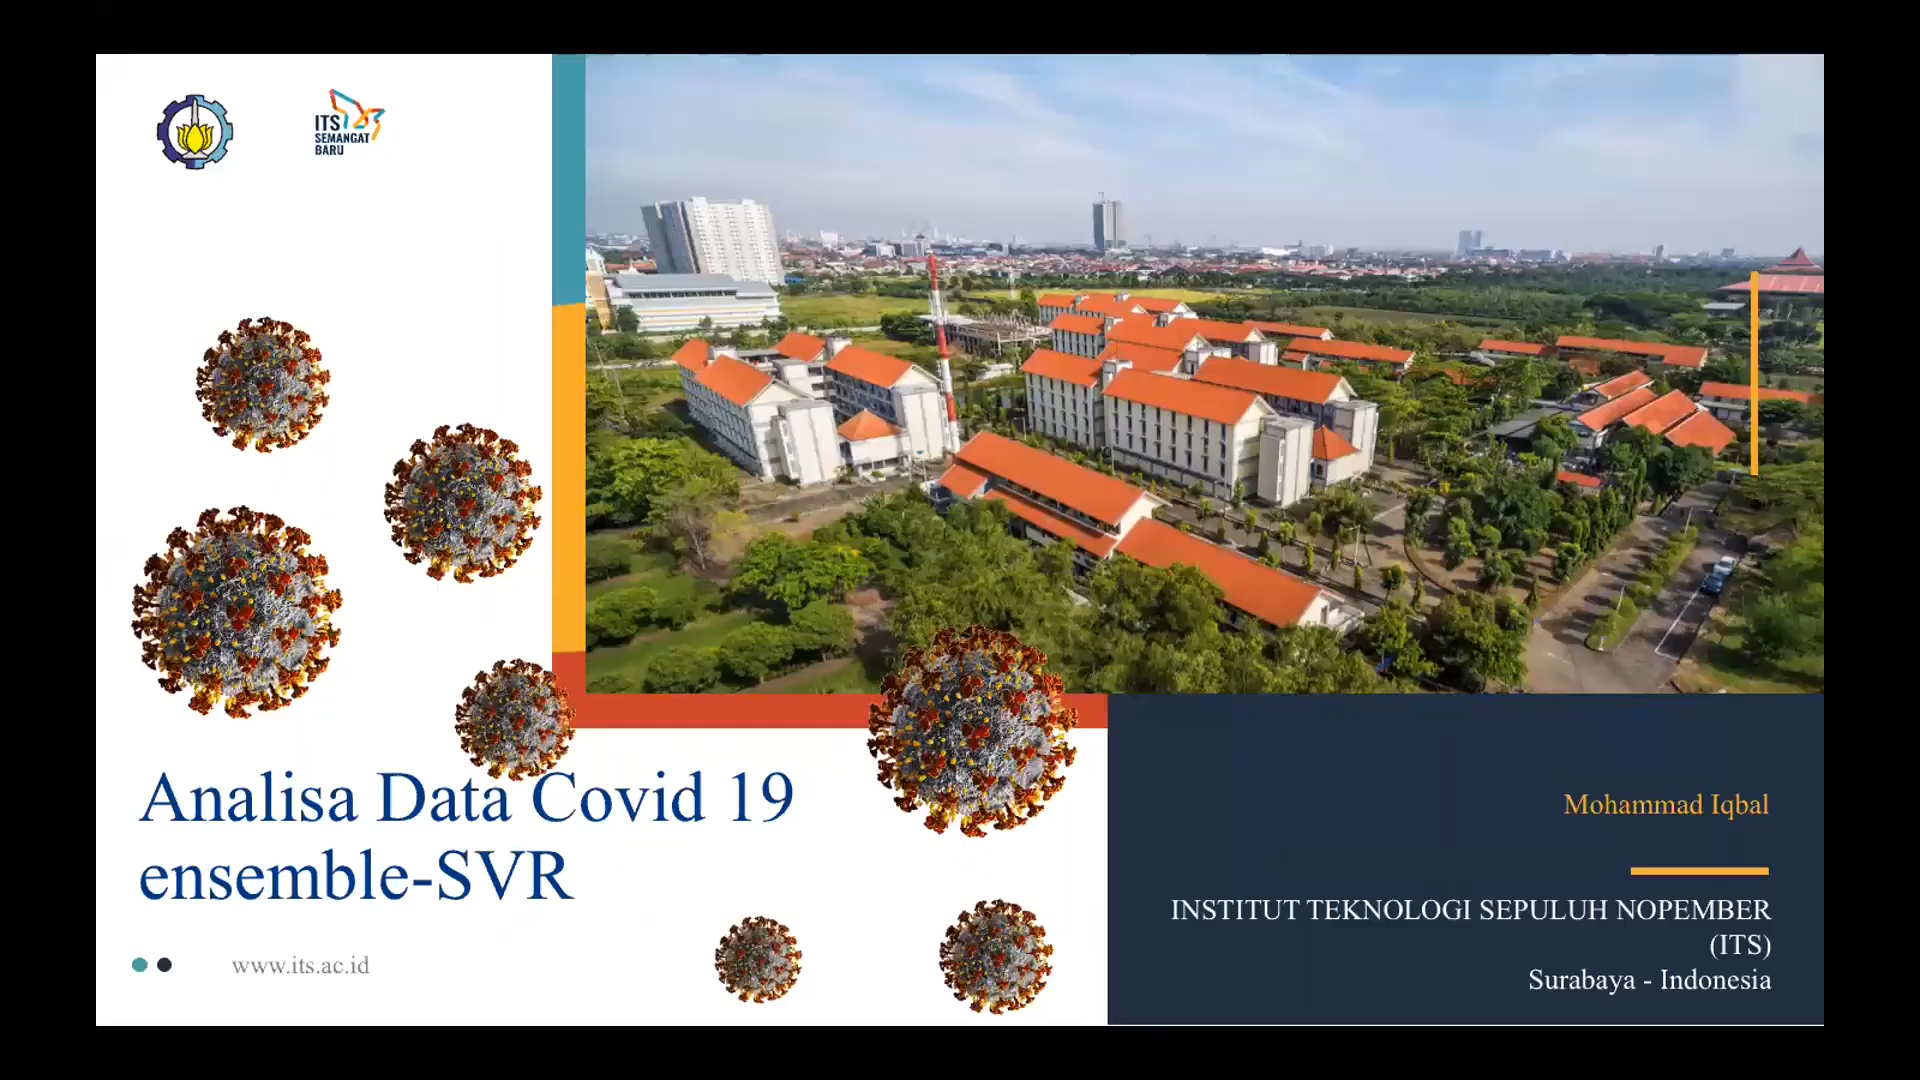 ITS
SEMANGAT
BARU
Analisa Data Covid 19
ensemble-SVR
www.its.ac.id
Mohammad Iqbal
INSTITUT TEKNOLOGI SEPULUH NOPEMBER
(ITS)
Surabaya - Indonesia